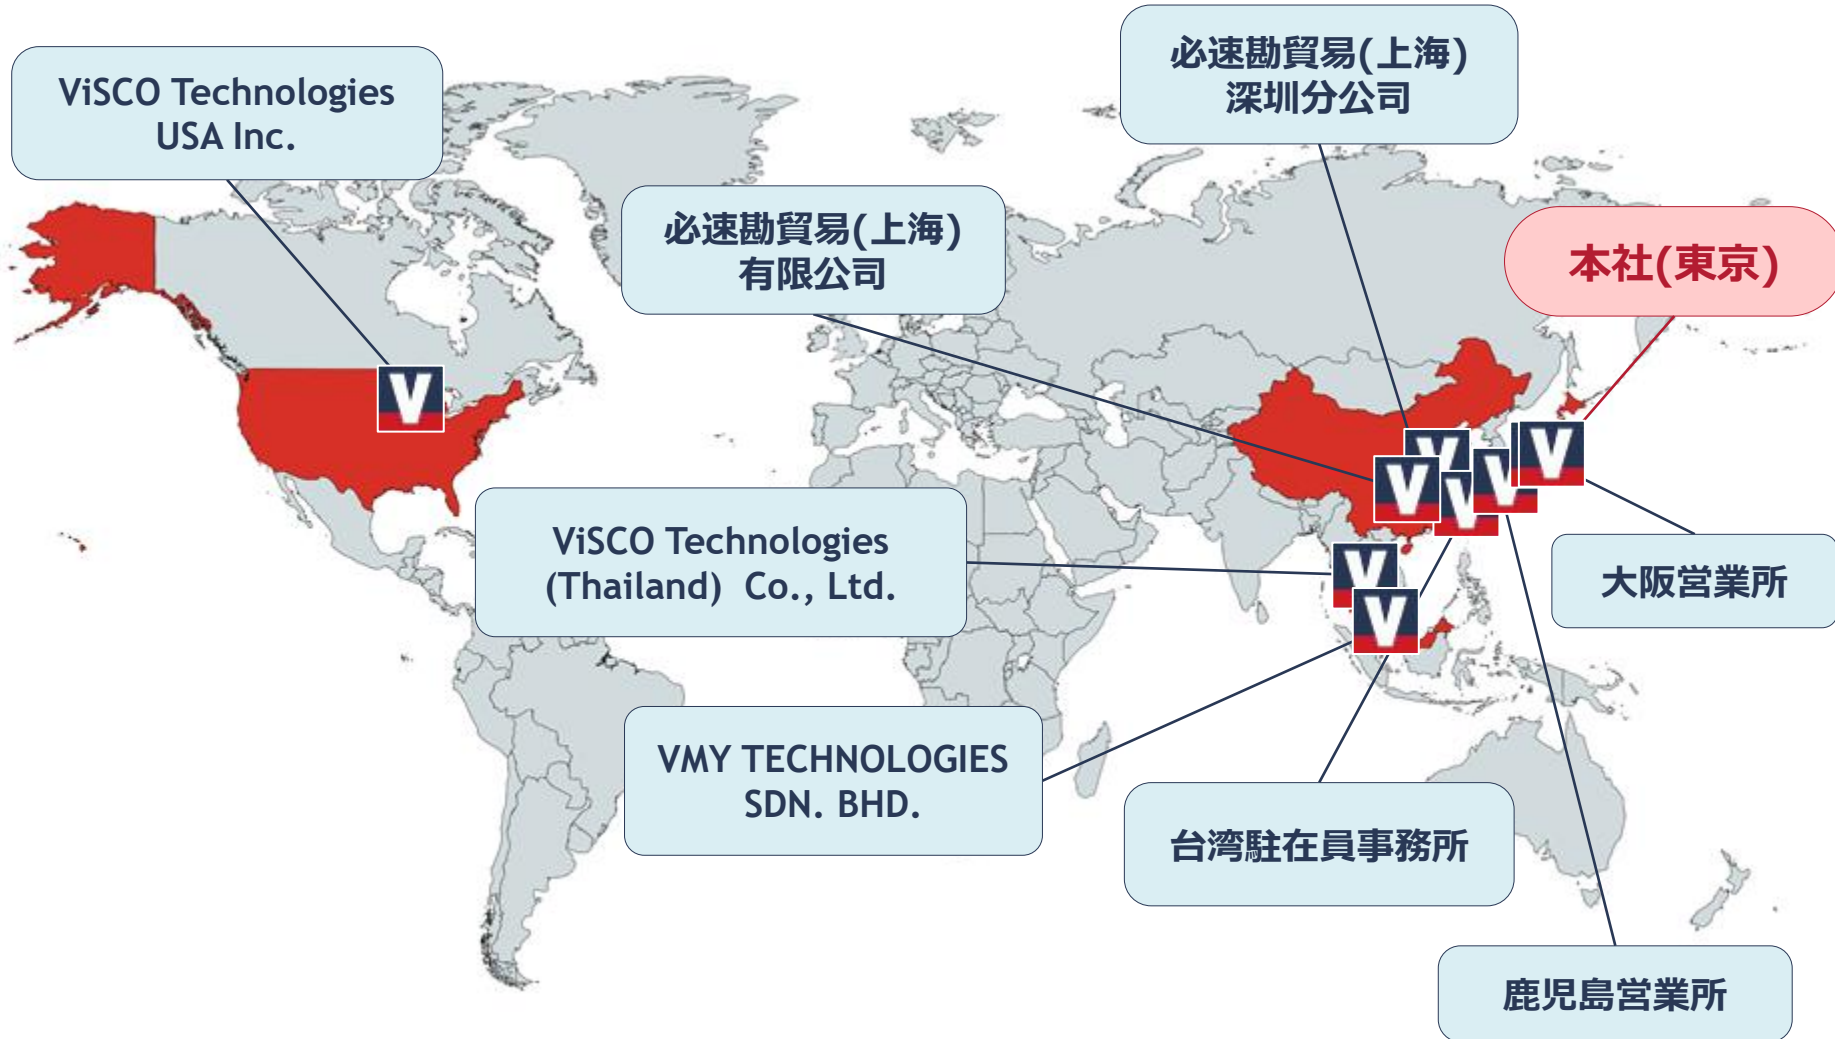 ViSCO Technologies
USA Inc.
必速勘貿易(上海)
深圳分公司
必速勘貿易(上海)
有限公司
本社(東京)
ViSCO Technologies
(Thailand) Co., Ltd.
大阪営業所
VMY TECHNOLOGIES
SDN. BHD.
台湾駐在員事務所
鹿児島営業所
V
V
V
V
V
V
V
V